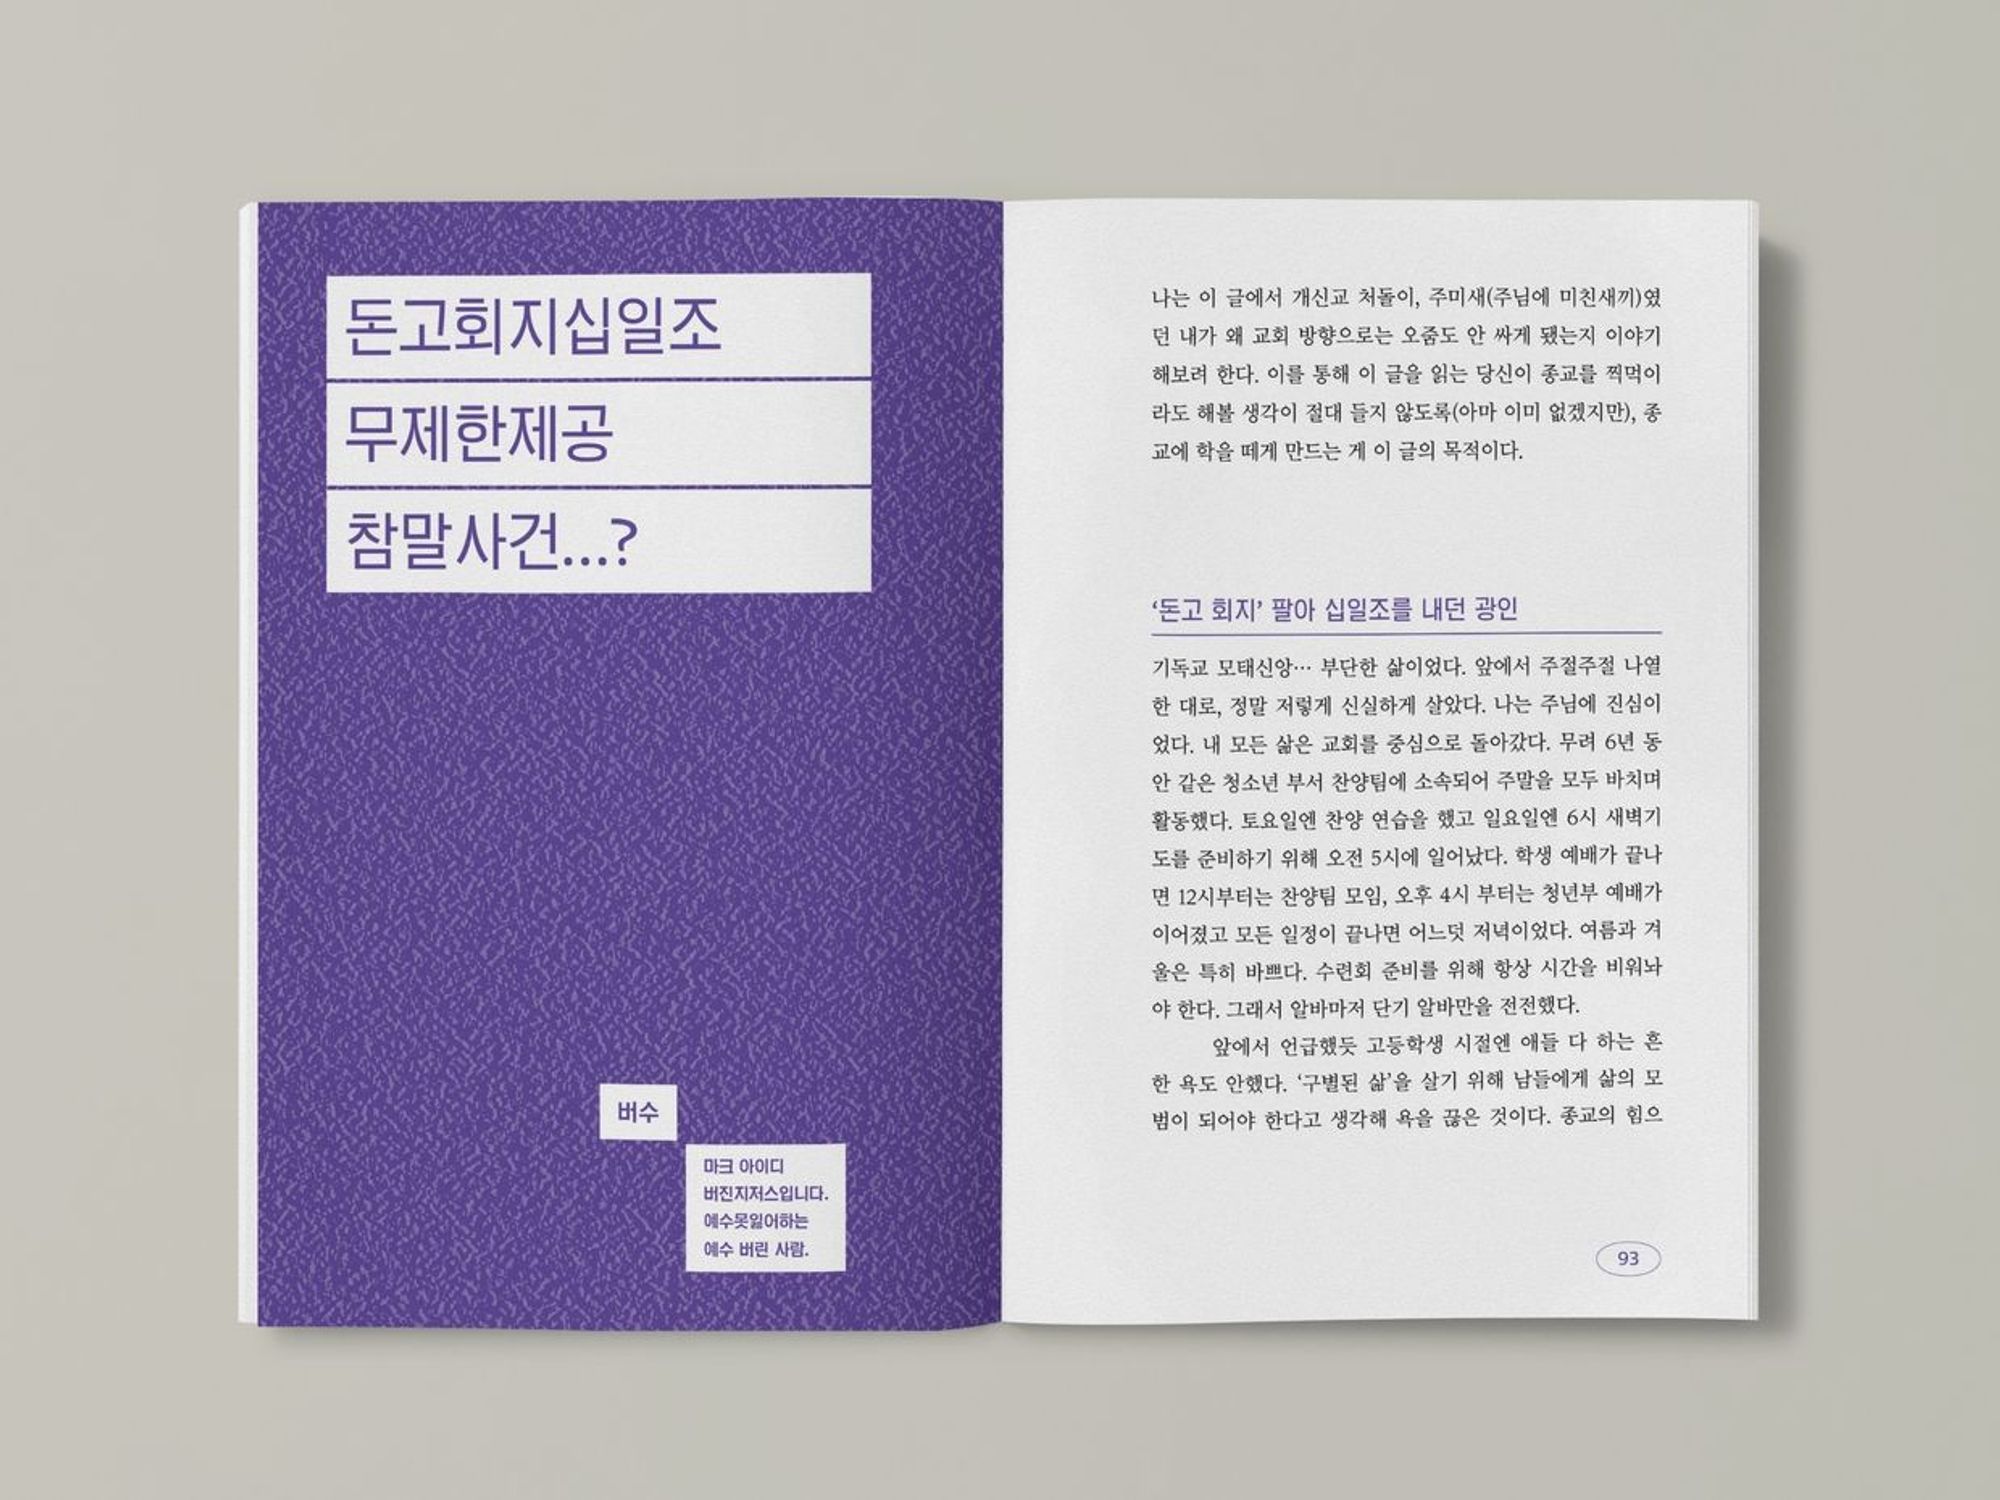 돈고회지십일조
무제한제공
참말사건...?
버수
마크 아이디
버진지저스입니다.
예수못잃어하는
예수 버린 사람.
나는 이 글에서 개신교 처돌이, 주미새(주님에 미친새끼)였
던 내가 왜 교회 방향으로는 오줌도 안 싸게 됐는지 이야기
해보려 한다. 이를 통해 이 글을 읽는 당신이 종교를 찍먹이
라도 해볼 생각이 절대 들지 않도록(아마 이미 없겠지만), 종
교에 학을 떼게 만드는 게 이 글의 목적이다.
‘돈고 회지’ 팔아 십일조를 내던 광인
기독교 모태신앙… 부단한 삶이었다. 앞에서 주절주절 나열
한 대로, 정말 저렇게 신실하게 살았다. 나는 주님에 진심이
었다. 내 모든 삶은 교회를 중심으로 돌아갔다. 무려 6년 동
안 같은 청소년 부서 찬양팀에 소속되어 주말을 모두 바치며
활동했다. 토요일엔 찬양 연습을 했고 일요일엔 6시 새벽기
도를 준비하기 위해 오전 5시에 일어났다. 학생 예배가 끝나
면 12시부터는 찬양팀 모임, 오후 4시 부터는 청년부 예배가
이어졌고 모든 일정이 끝나면 어느덧 저녁이었다. 여름과 겨
울은 특히 바쁘다. 수련회 준비를 위해 항상 시간을 비워놔
야 한다. 그래서 알바마저 단기 알바만을 전전했다.
앞에서 언급했듯 고등학생 시절엔 애들 다 하는 흔
한 욕도 안했다. ‘구별된 삶’을 살기 위해 남들에게 삶의 모
범이 되어야 한다고 생각해 욕을 끊은 것이다. 종교의 힘으
93